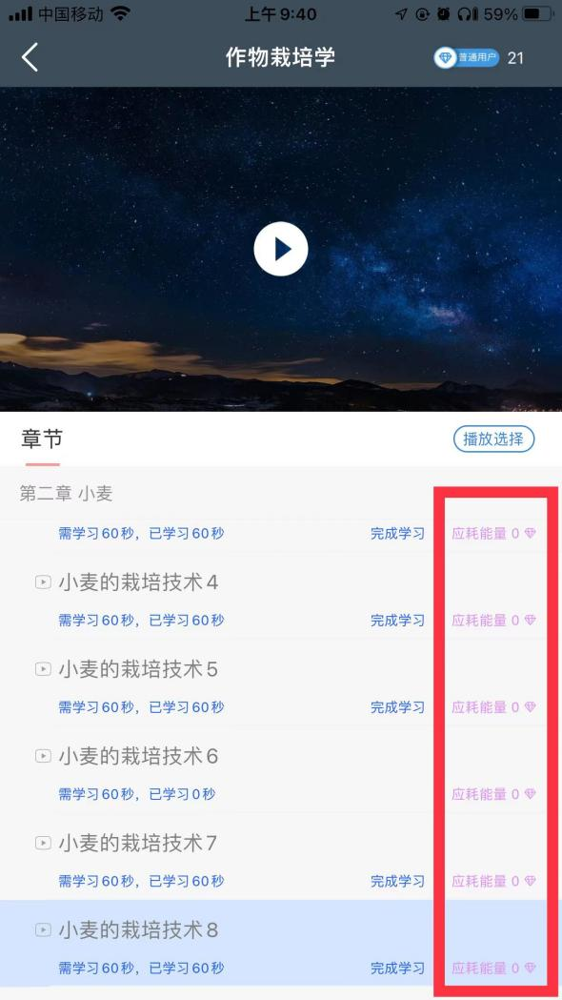 中国移动 上午 9:40 59%
作物栽培学 普通用户 21
章节 播放选择
第二章 小麦
需学习60秒，已学习60秒 完成学习 应耗能量 0
小麦的栽培技术4
需学习60秒，已学习60秒 完成学习 应耗能量 0
小麦的栽培技术5
需学习60秒，已学习60秒 完成学习 应耗能量 0
小麦的栽培技术6
需学习60秒，已学习0秒 应耗能量 0
小麦的栽培技术7
需学习60秒，已学习60秒 完成学习 应耗能量 0
小麦的栽培技术8
需学习60秒，已学习60秒 完成学习 应耗能量 0